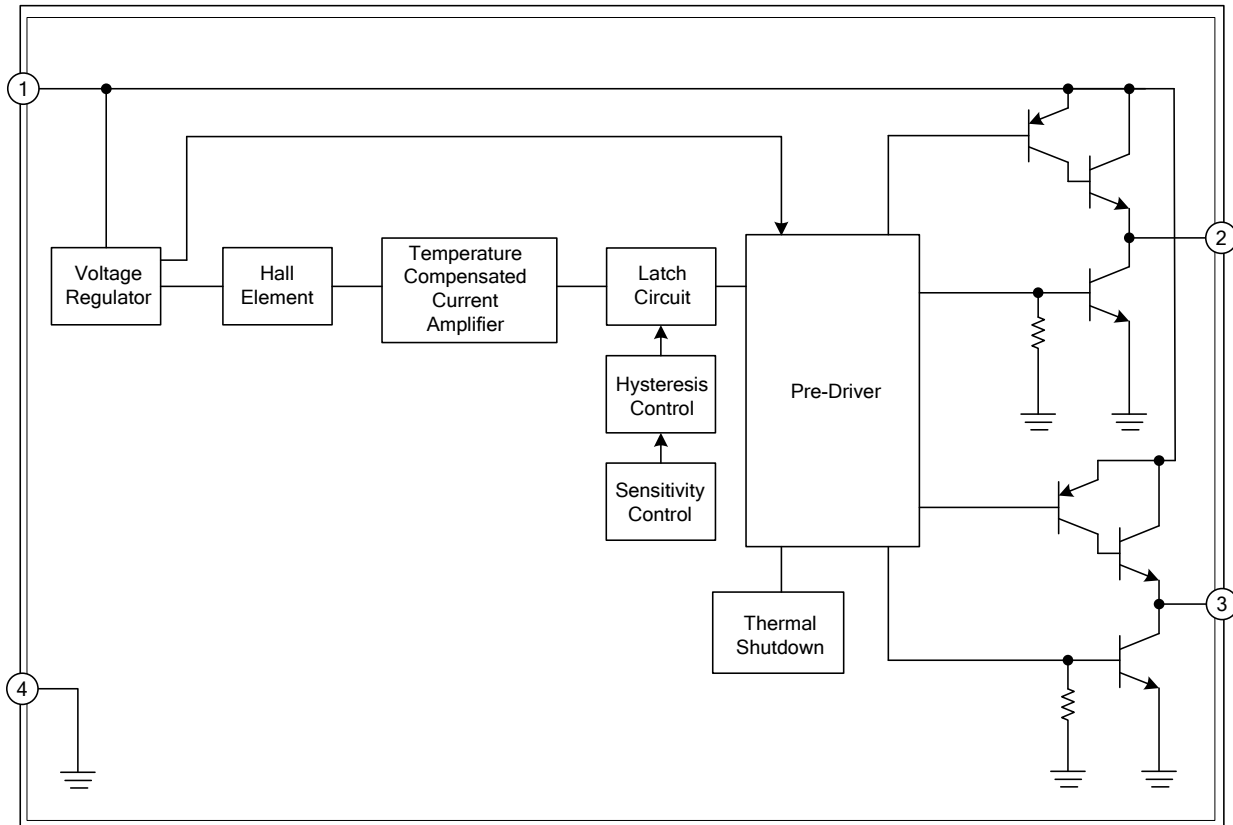 1
2
3
4
Voltage
Regulator
Hall
Element
Temperature
Compensated
Current
Amplifier
Latch
Circuit
Hysteresis
Control
Sensitivity
Control
Pre-Driver
Thermal
Shutdown